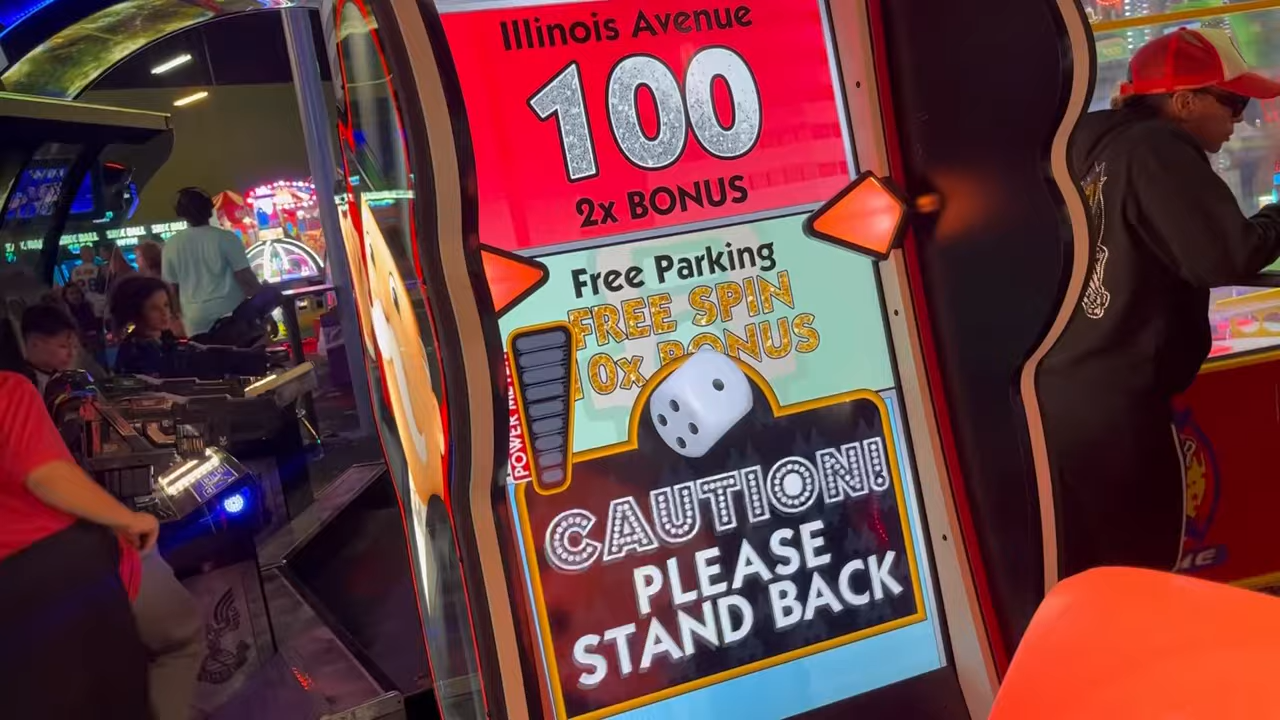 Illinois Avenue
100
2x BONUS
Free Parking
FREE SPIN
10x BONUS
POWER METER
CAUTION!
PLEASE
STAND BACK